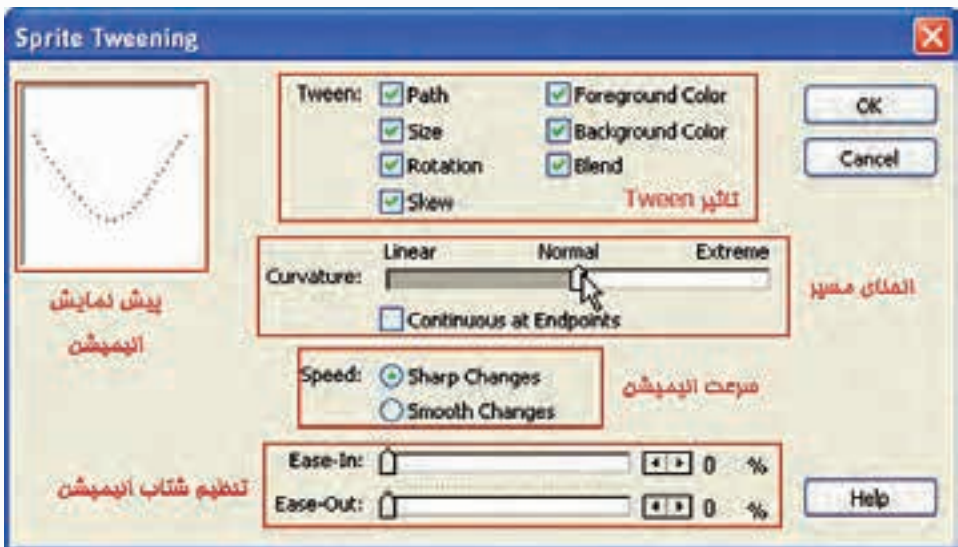 Sprite Tweening
Tween: Path Foreground Color OK
Size Background Color
Rotation Blend Cancel
Skew تاثیر Tween
Linear Normal Extreme
Curvature: انحنای مسیر
Continuous at Endpoints
پیش نمایش
انیمیشن
Speed: Sharp Changes سرعت انیمیشن
Smooth Changes
Ease-In: 0 %
تنظیم شتاب انیمیشن
Ease-Out: 0 % Help